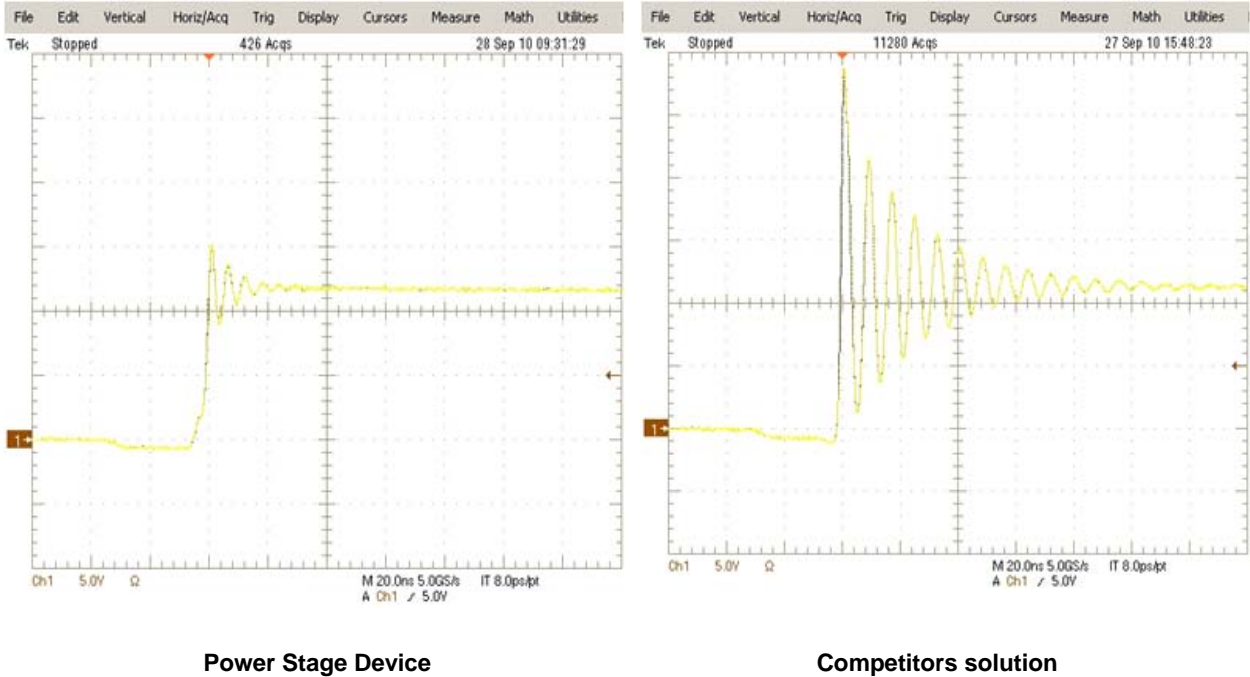 File Edit Vertical Horiz/Acq Trig Display Cursors Measure Math Utilities
Tek Stopped 426 Acqs 28 Sep 10 09:31:29
1
Ch1 5.0V Ω M 20.0ns 5.0GS/s IT 8.0ps/pt
A Ch1 / 5.0V
Power Stage Device
File Edit Vertical Horiz/Acq Trig Display Cursors Measure Math Utilities
Tek Stopped 11280 Acqs 27 Sep 10 15:48:23
1
Ch1 5.0V Ω M 20.0ns 5.0GS/s IT 8.0ps/pt
A Ch1 / 5.0V
Competitors solution